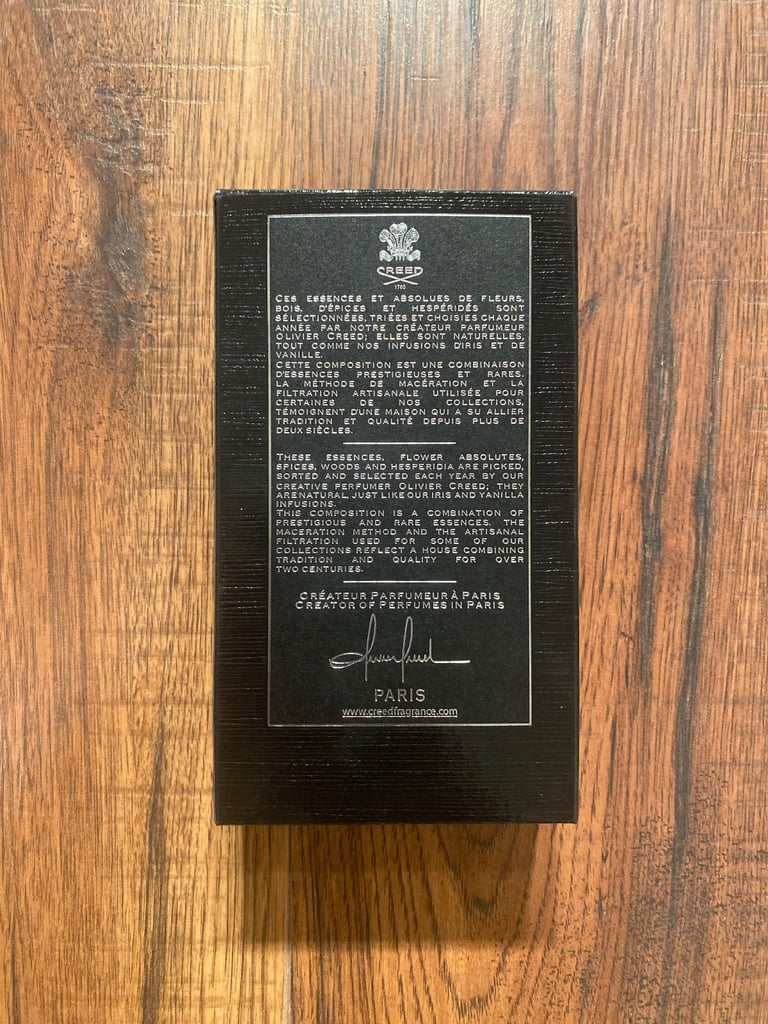 CREED
1760
CES ESSENCES ET ABSOLUES DE FLEURS,
BOIS, D'ÉPICES ET HESPÉRIDÉS SONT
SÉLECTIONNÉES, TRIÉES ET CHOISIES CHAQUE
ANNÉE PAR NOTRE CRÉATEUR PARFUMEUR
OLIVIER CREED; ELLES SONT NATURELLES,
TOUT COMME NOS INFUSIONS D'IRIS ET DE
VANILLE.
CETTE COMPOSITION EST UNE COMBINAISON
D'ESSENCES PRESTIGIEUSES ET RARES.
LA MÉTHODE DE MACÉRATION ET LA
FILTRATION ARTISANALE UTILISÉE POUR
CERTAINES DE NOS COLLECTIONS,
TÉMOIGNENT D'UNE MAISON QUI A SU ALLIER
TRADITION ET QUALITÉ DEPUIS PLUS DE
DEUX SIÈCLES.
THESE ESSENCES, FLOWER ABSOLUTES,
SPICES, WOODS AND HESPERIDIA ARE PICKED,
SORTED AND SELECTED EACH YEAR BY OUR
CREATIVE PERFUMER OLIVIER CREED; THEY
ARE NATURAL, JUST LIKE OUR IRIS AND VANILLA
INFUSIONS.
THIS COMPOSITION IS A COMBINATION OF
PRESTIGIOUS AND RARE ESSENCES. THE
MACERATION METHOD AND THE ARTISANAL
FILTRATION USED FOR SOME OF OUR
COLLECTIONS REFLECT A HOUSE COMBINING
TRADITION AND QUALITY FOR OVER
TWO CENTURIES.
CRÉATEUR PARFUMEUR À PARIS
CREATOR OF PERFUMES IN PARIS
Olivier Creed
PARIS
www.creedfragrance.com